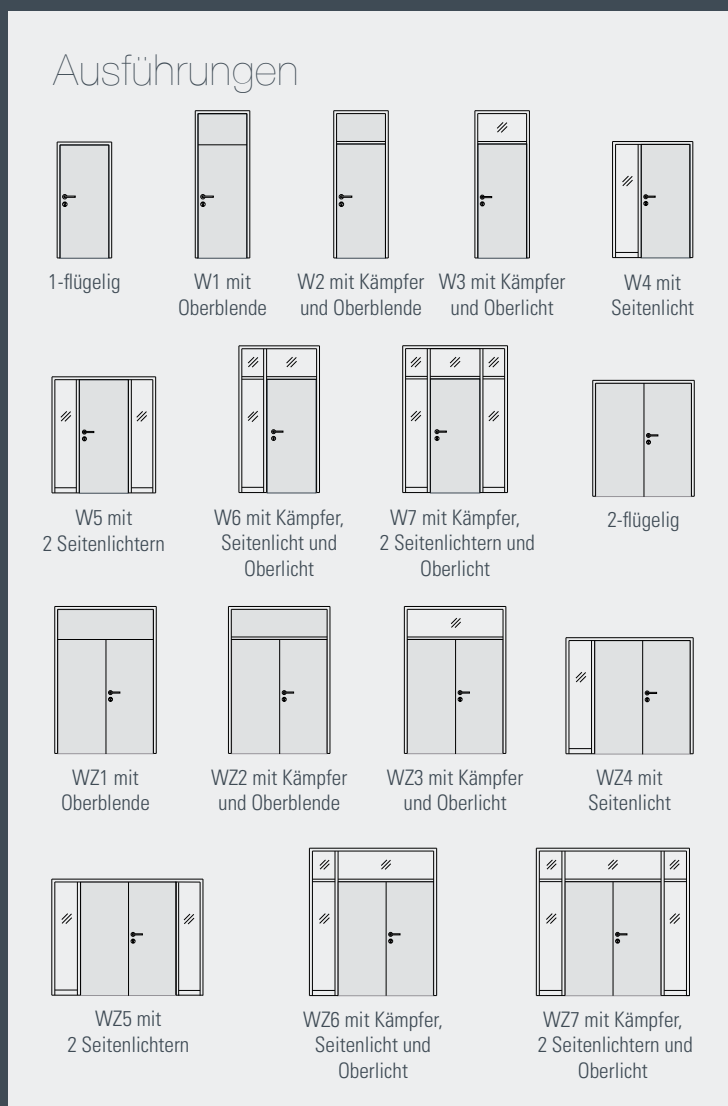 Ausführungen
1-flügelig
W1 mit
Oberblende
W2 mit Kämpfer
und Oberblende
W3 mit Kämpfer
und Oberlicht
W4 mit
Seitenlicht
W5 mit
2 Seitenlichtern
W6 mit Kämpfer,
Seitenlicht und
Oberlicht
W7 mit Kämpfer,
2 Seitenlichtern und
Oberlicht
2-flügelig
WZ1 mit
Oberblende
WZ2 mit Kämpfer
und Oberblende
WZ3 mit Kämpfer
und Oberlicht
WZ4 mit
Seitenlicht
WZ5 mit
2 Seitenlichtern
WZ6 mit Kämpfer,
Seitenlicht und
Oberlicht
WZ7 mit Kämpfer,
2 Seitenlichtern und
Oberlicht